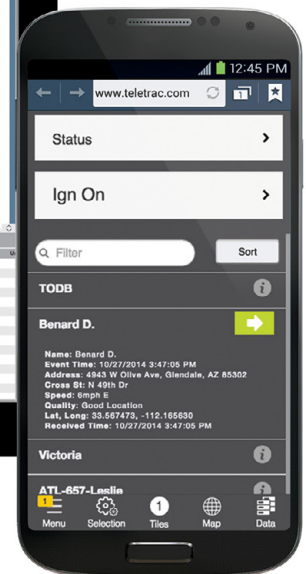 12:45 PM
www.teletrac.com
1
Status
Ign On
Filter
Sort
TODB
Benard D.
Name: Benard D.
Event Time: 10/27/2014 3:47:05 PM
Address: 4943 W Olive Ave, Glendale, AZ 85302
Cross St: N 49th Dr
Speed: 6mph E
Quality: Good Location
Lat, Long: 33.567473, -112.165630
Received Time: 10/27/2014 3:47:05 PM
Victoria
ATL-657-Leslie
1
1
Menu Selection Tiles Map Data